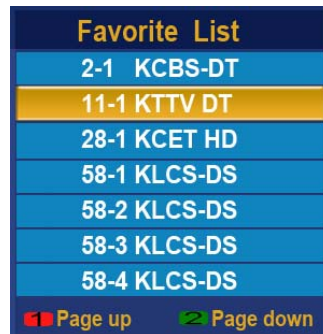 Favorite List
2-1 KCBS-DT
11-1 KTTV DT
28-1 KCET HD
58-1 KLCS-DS
58-2 KLCS-DS
58-3 KLCS-DS
58-4 KLCS-DS
1 Page up 2 Page down